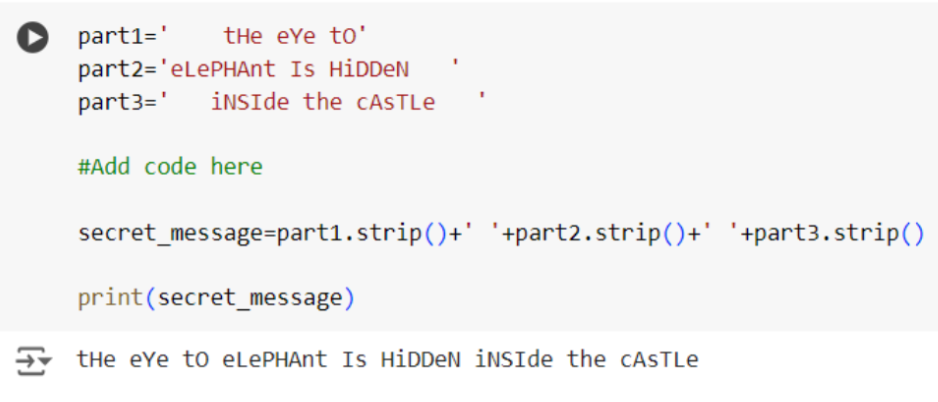 part1='    tHe eYe tO'
part2='eLePHAnt Is HiDDeN   '
part3='   iNSIde the cAsTLe   '
#Add code here
secret_message=part1.strip()+' '+part2.strip()+' '+part3.strip()
print(secret_message)
tHe eYe tO eLePHAnt Is HiDDeN iNSIde the cAsTLe